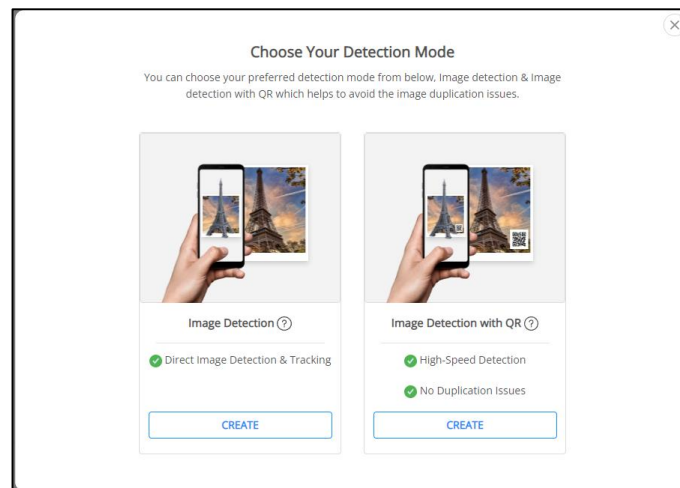 Choose Your Detection Mode
You can choose your preferred detection mode from below, Image detection & Image
detection with QR which helps to avoid the image duplication issues.
Image Detection ?
Direct Image Detection & Tracking
CREATE
Image Detection with QR ?
High-Speed Detection
No Duplication Issues
CREATE